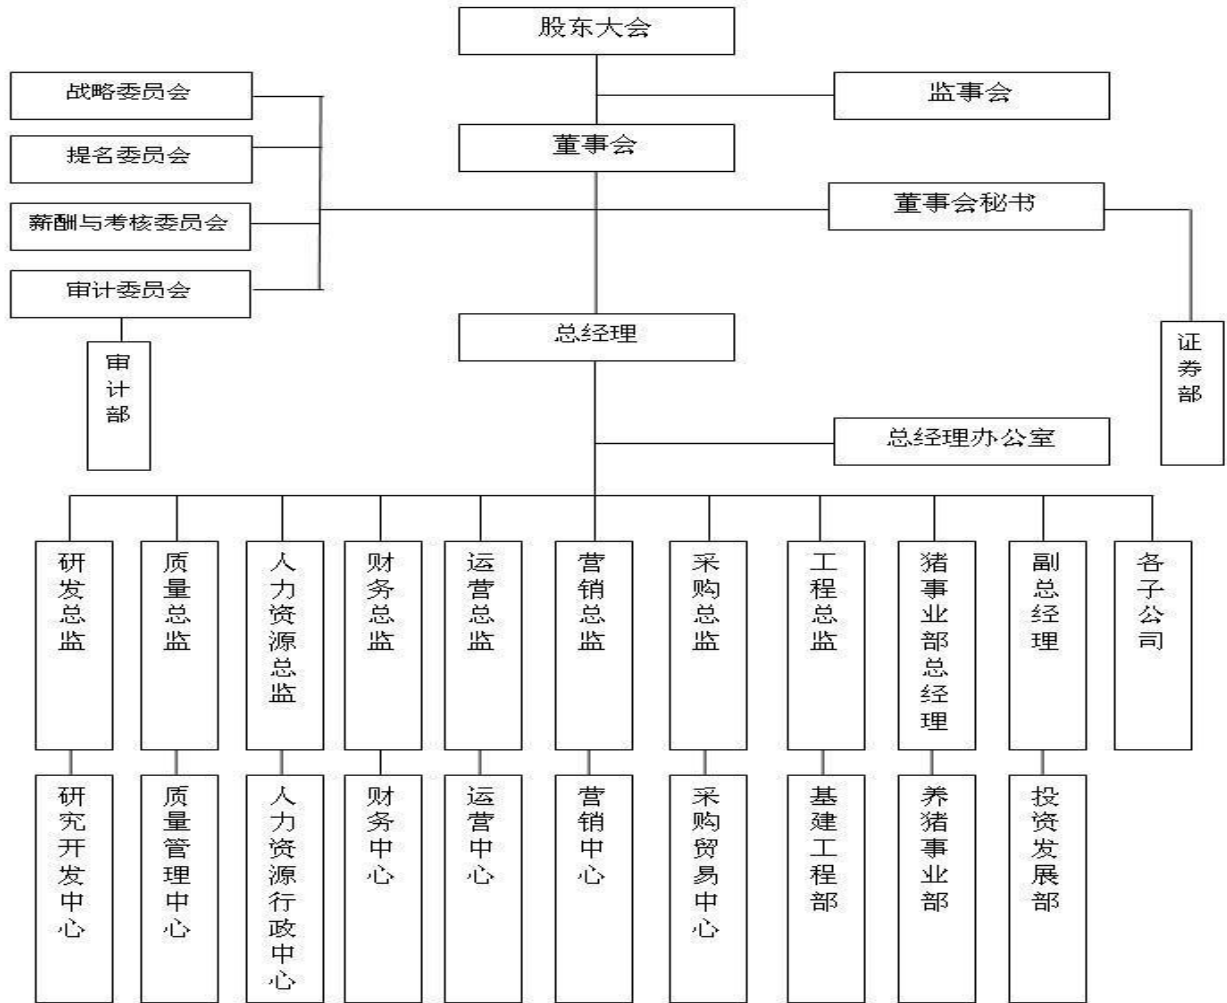 股东大会
战略委员会
监事会
提名委员会
董事会
薪酬与考核委员会
董事会秘书
审计委员会
总经理
审计部
证券部
总经理办公室
研发总监
质量总监
人力资源总监
财务总监
运营总监
营销总监
采购总监
工程总监
猪事业部总经理
副总经理
各子公司
研究开发中心
质量管理中心
人力资源行政中心
财务中心
运营中心
营销中心
采购贸易中心
基建工程部
养猪事业部
投资发展部